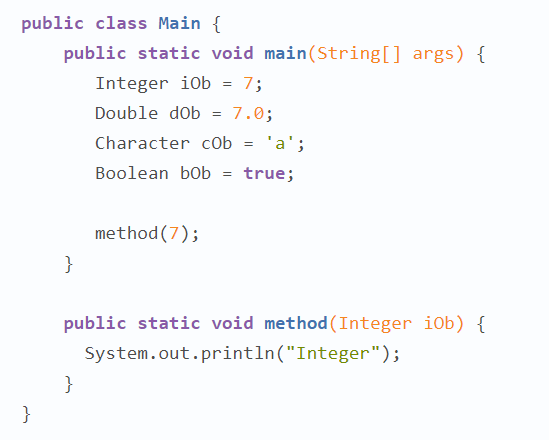 public class Main {
    public static void main(String[] args) {
       Integer iOb = 7;
       Double dOb = 7.0;
       Character cOb = 'a';
       Boolean bOb = true;

       method(7);
    }

    public static void method(Integer iOb) {
      System.out.println("Integer");
    }
}